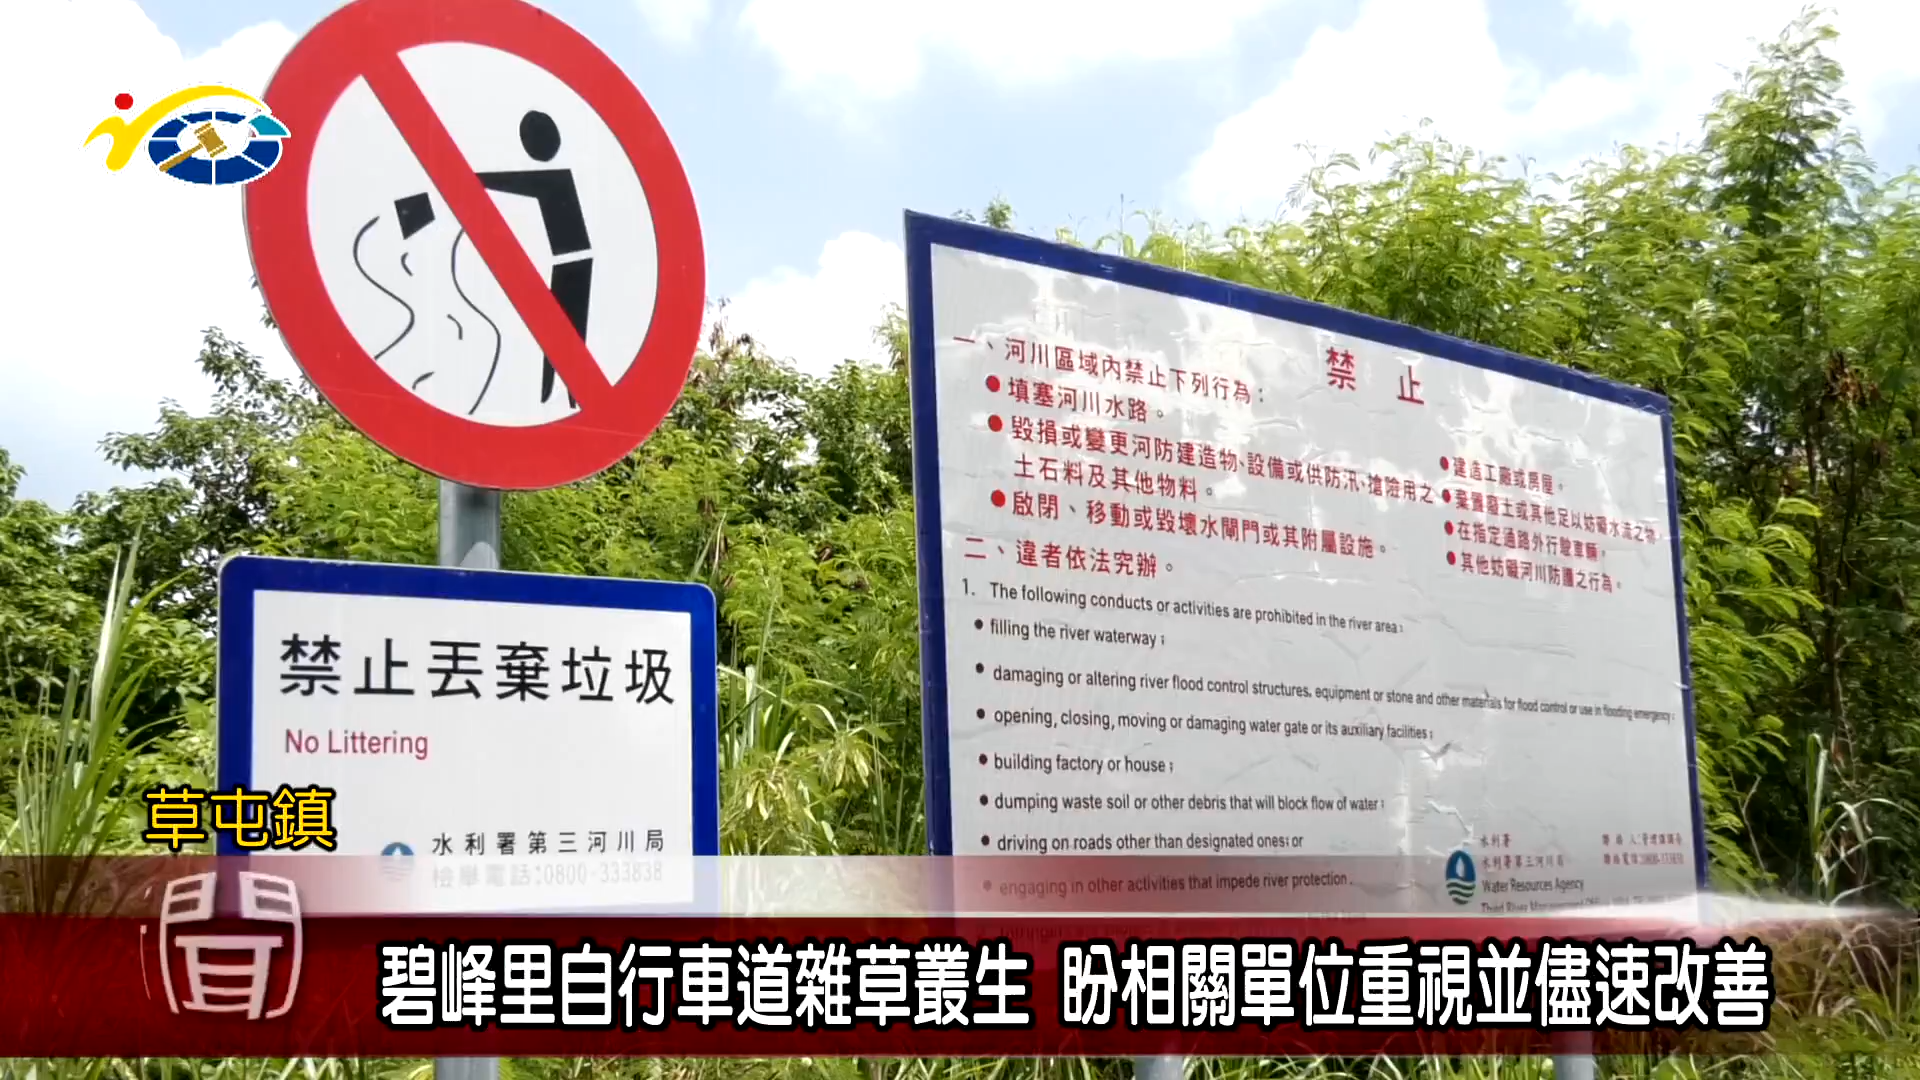 禁止
一、河川區域內禁止下列行為：
●填塞河川水路。
●毀損或變更河防建造物、設備或供防汛、搶險用之
土石料及其他物料。
●啟閉、移動或毀壞水閘門或其附屬設施。
●建造工廠或房屋。
●棄置廢土或其他足以妨礙水流之物。
●在指定通路外行駛車輛。
●其他妨礙河川防護之行為。
二、違者依法究辦。
1. The following conducts or activities are prohibited in the river area:
● filling the river waterway;
● damaging or altering river flood control structures, equipment or stone and other materials for flood control or use in flooding emergency;
● opening, closing, moving or damaging water gate or its auxiliary facilities;
● building factory or house;
● dumping waste soil or other debris that will block flow of water;
● driving on roads other than designated ones; or
● engaging in other activities that impede river protection.
水利署
水利署第三河川局
Water Resources Agency
禁止丟棄垃圾
No Littering
水利署第三河川局
檢舉電話:0800-333838
草屯鎮
碧峰里自行車道雜草叢生 盼相關單位重視並儘速改善